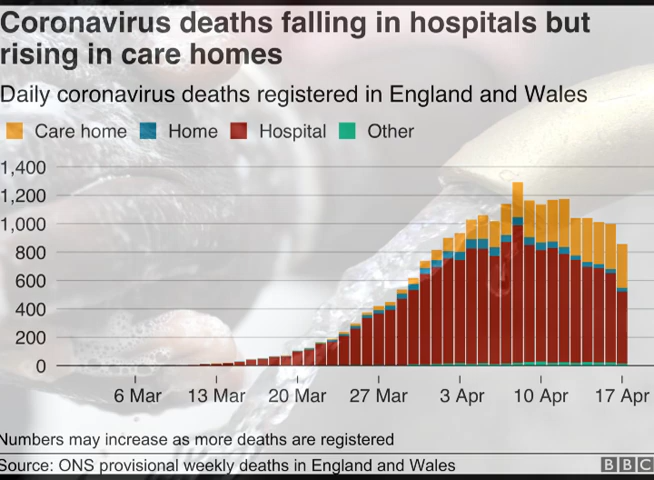 Coronavirus deaths falling in hospitals but
rising in care homes
Daily coronavirus deaths registered in England and Wales
Care home Home Hospital Other
1,400
1,200
1,000
800
600
400
200
0
6 Mar 13 Mar 20 Mar 27 Mar 3 Apr 10 Apr 17 Apr
Numbers may increase as more deaths are registered
Source: ONS provisional weekly deaths in England and Wales BBC